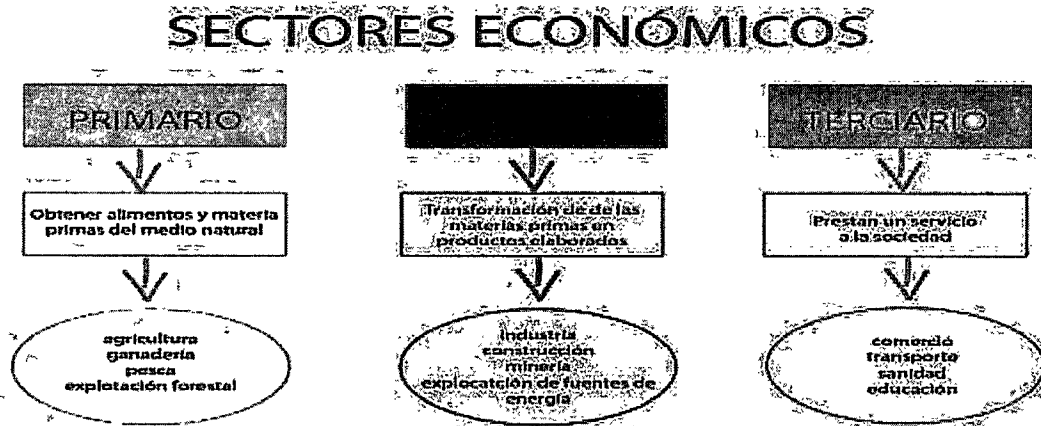 SECTORES ECONÓMICOS
PRIMARIO
TERCIARIO
Obtener alimentos y materia
primas del medio natural
Transformación de de las
materias primas en
productos elaborados
Prestan un servicio
a la sociedad
agricultura
ganadería
pesca
explotación forestal
industria
construcción
minería
explocatción de fuentes de
energía
comercio
transporte
sanidad
educación